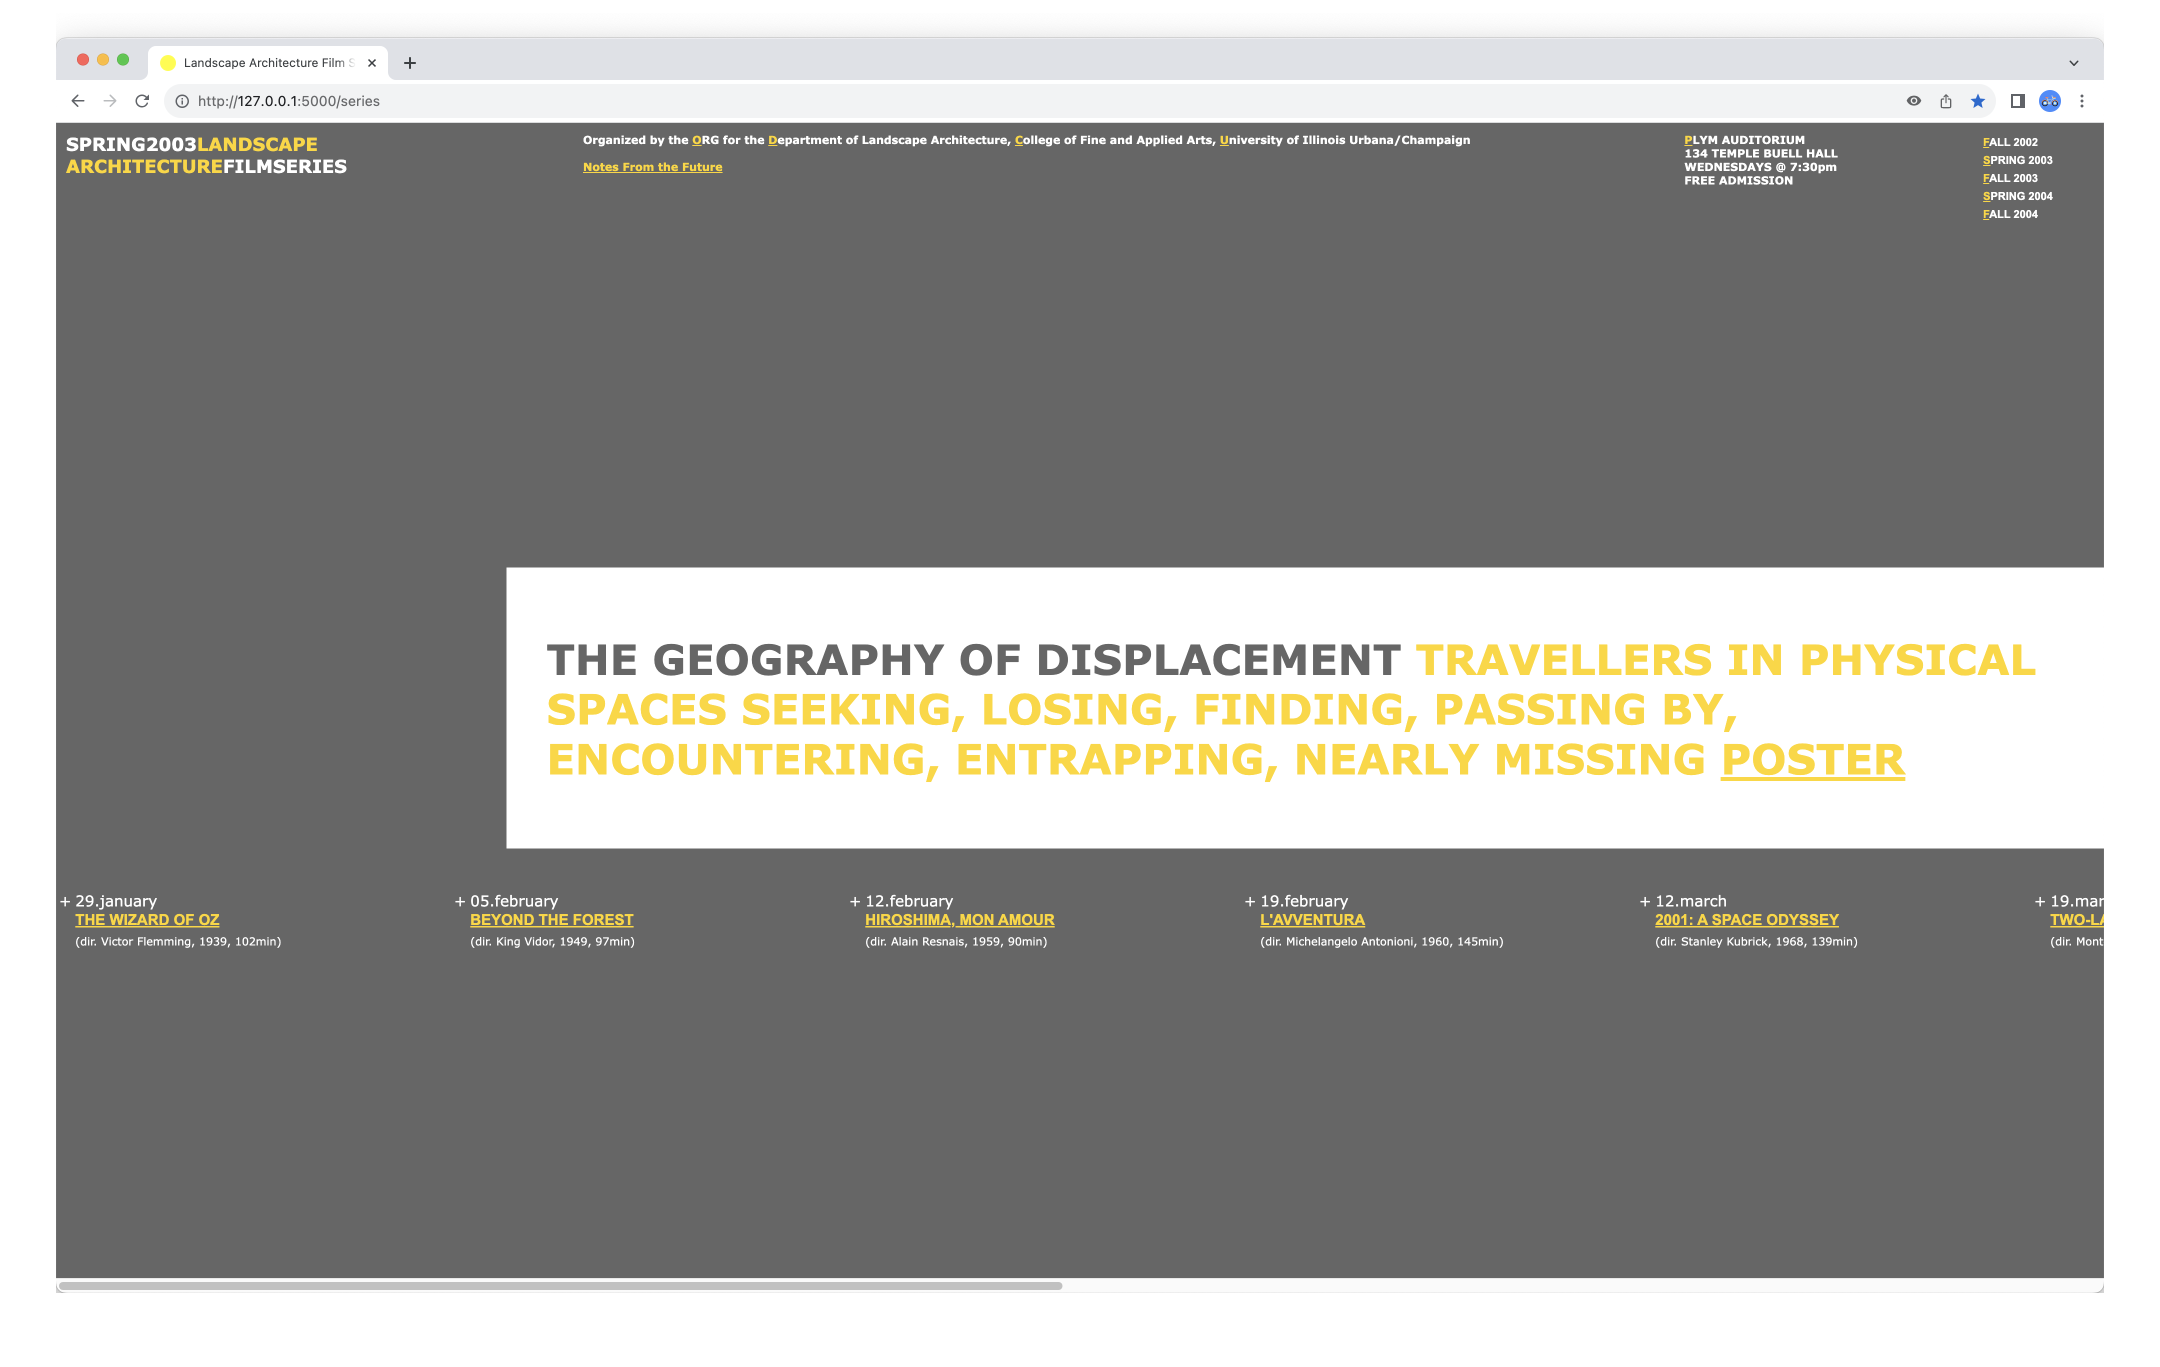 Landscape Architecture Film S
http://127.0.0.1:5000/series
SPRING2003LANDSCAPE
ARCHITECTUREFILMSERIES
Organized by the ORG for the Department of Landscape Architecture, College of Fine and Applied Arts, University of Illinois Urbana/Champaign
Notes From the Future
PLYM AUDITORIUM
134 TEMPLE BUELL HALL
WEDNESDAYS @ 7:30pm
FREE ADMISSION
FALL 2002
SPRING 2003
FALL 2003
SPRING 2004
FALL 2004
THE GEOGRAPHY OF DISPLACEMENT TRAVELLERS IN PHYSICAL
SPACES SEEKING, LOSING, FINDING, PASSING BY,
ENCOUNTERING, ENTRAPPING, NEARLY MISSING POSTER
+ 29.january
THE WIZARD OF OZ
(dir. Victor Flemming, 1939, 102min)
+ 05.february
BEYOND THE FOREST
(dir. King Vidor, 1949, 97min)
+ 12.february
HIROSHIMA, MON AMOUR
(dir. Alain Resnais, 1959, 90min)
+ 19.february
L'AVVENTURA
(dir. Michelangelo Antonioni, 1960, 145min)
+ 12.march
2001: A SPACE ODYSSEY
(dir. Stanley Kubrick, 1968, 139min)
+ 19.mar
TWO-LA
(dir. Mont